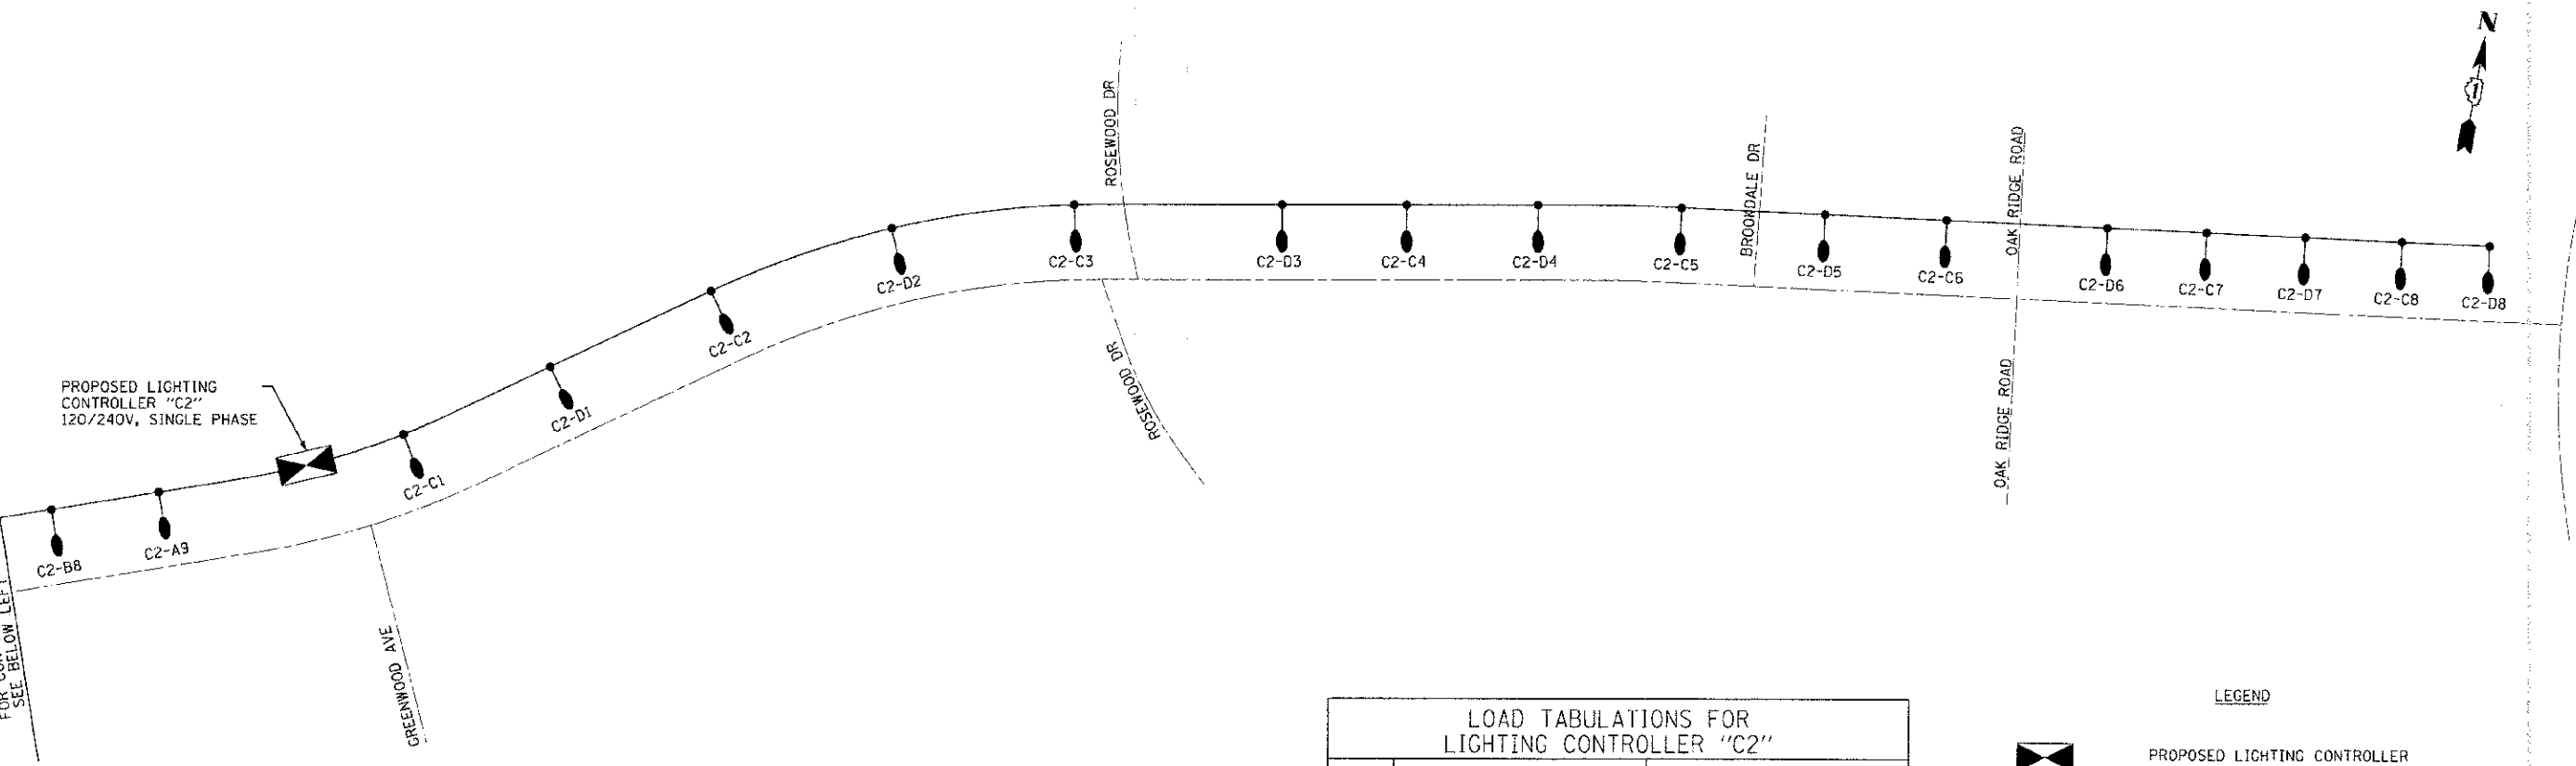 N
1
ROSEWOOD DR
BROOKDALE DR
OAK RIDGE ROAD
C2-C3
C2-D3
C2-C4
C2-D4
C2-C5
C2-D5
C2-C6
C2-D6
C2-C7
C2-D7
C2-C8
C2-D8
C2-D2
C2-C2
C2-D1
C2-C1
C2-A9
C2-B8
PROPOSED LIGHTING
CONTROLLER "C2"
120/240V, SINGLE PHASE
ROSEWOOD DR
OAK RIDGE ROAD
GREENWOOD AVE
FOR
LEFT
SEE BELOW
LOAD TABULATIONS FOR
LIGHTING CONTROLLER "C2"
LEGEND
PROPOSED LIGHTING CONTROLLER